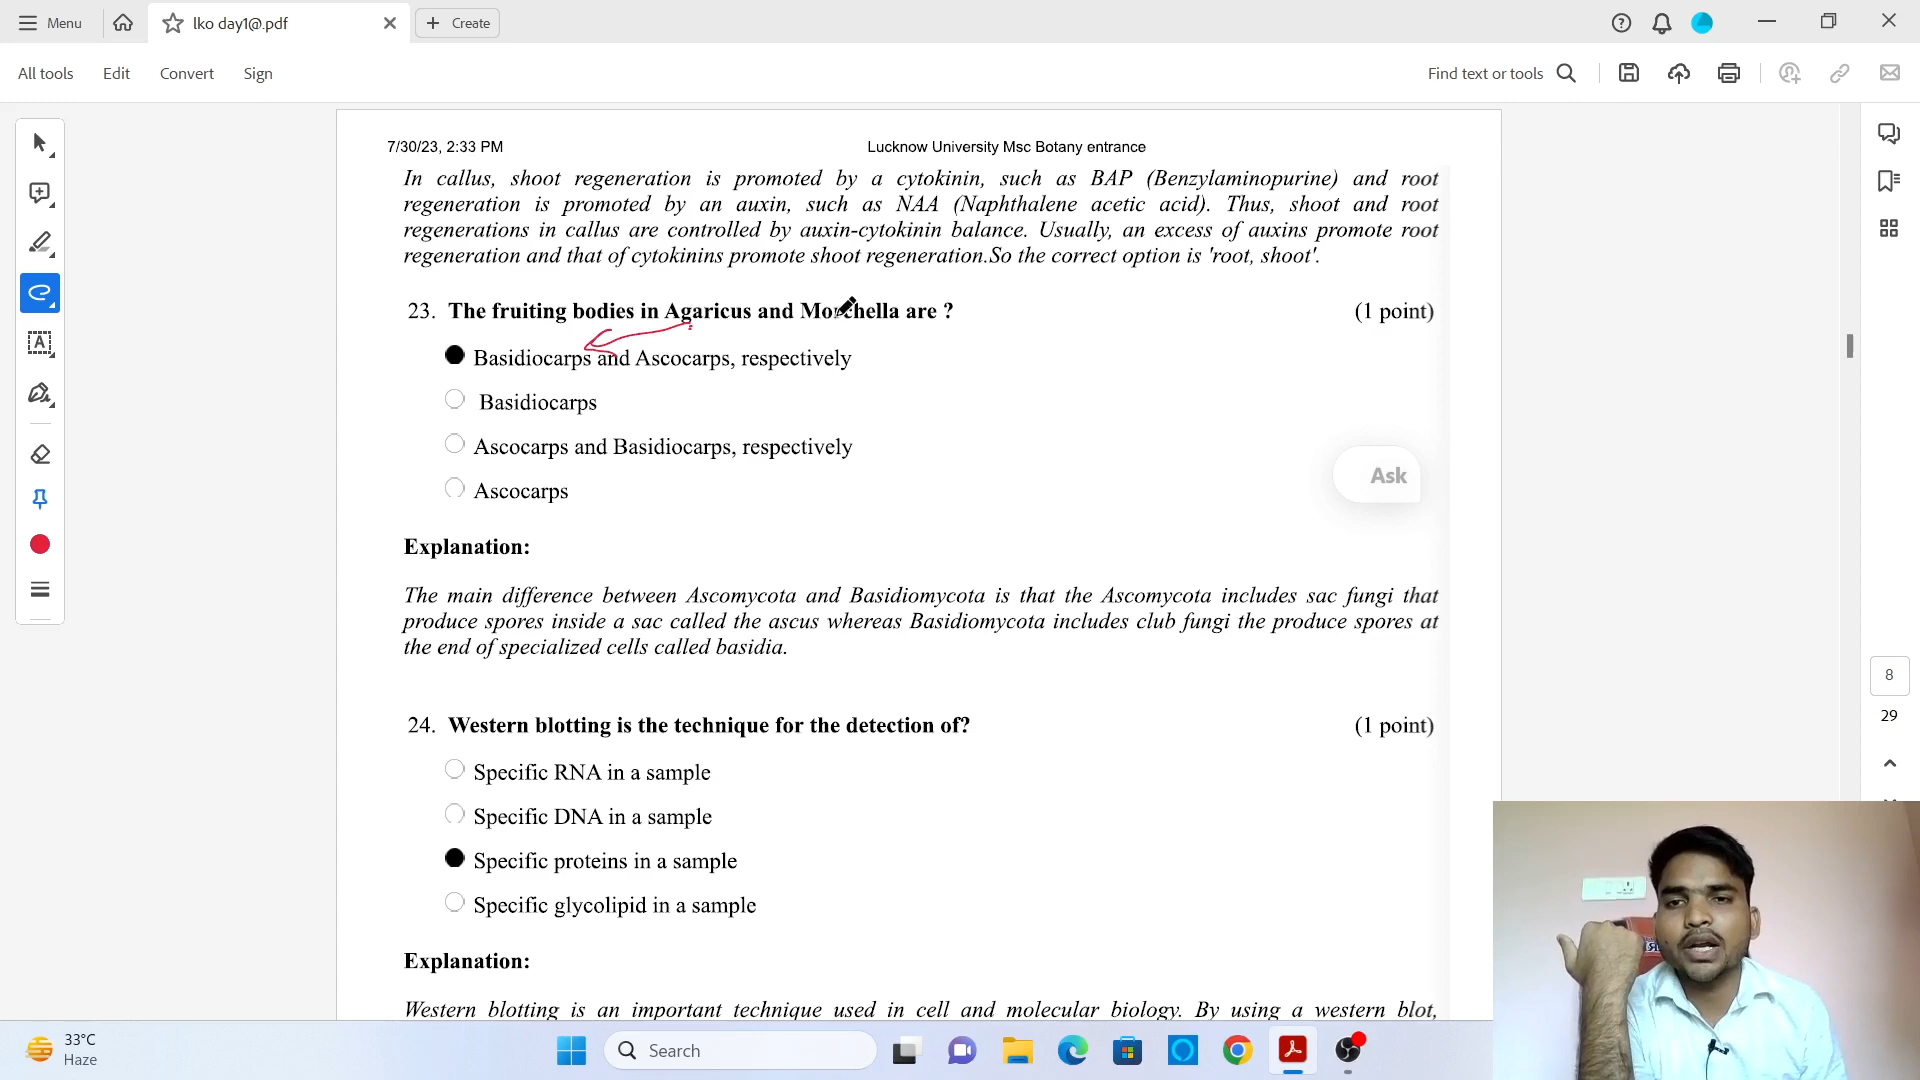 Menu
lko day1@.pdf
Create
All tools
Edit
Convert
Sign
Find text or tools
7/30/23, 2:33 PM
Lucknow University Msc Botany entrance
In callus, shoot regeneration is promoted by a cytokinin, such as BAP (Benzylaminopurine) and root
regeneration is promoted by an auxin, such as NAA (Naphthalene acetic acid). Thus, shoot and root
regenerations in callus are controlled by auxin-cytokinin balance. Usually, an excess of auxins promote root
regeneration and that of cytokinins promote shoot regeneration.So the correct option is 'root, shoot'.
23. The fruiting bodies in Agaricus and Morchella are ? (1 point)
Basidiocarps and Ascocarps, respectively
Basidiocarps
Ascocarps and Basidiocarps, respectively
Ascocarps
Ask
Explanation:
The main difference between Ascomycota and Basidiomycota is that the Ascomycota includes sac fungi that
produce spores inside a sac called the ascus whereas Basidiomycota includes club fungi the produce spores at
the end of specialized cells called basidia.
24. Western blotting is the technique for the detection of? (1 point)
Specific RNA in a sample
Specific DNA in a sample
Specific proteins in a sample
Specific glycolipid in a sample
Explanation:
Western blotting is an important technique used in cell and molecular biology. By using a western blot,
8
29
33°C
Haze
Search